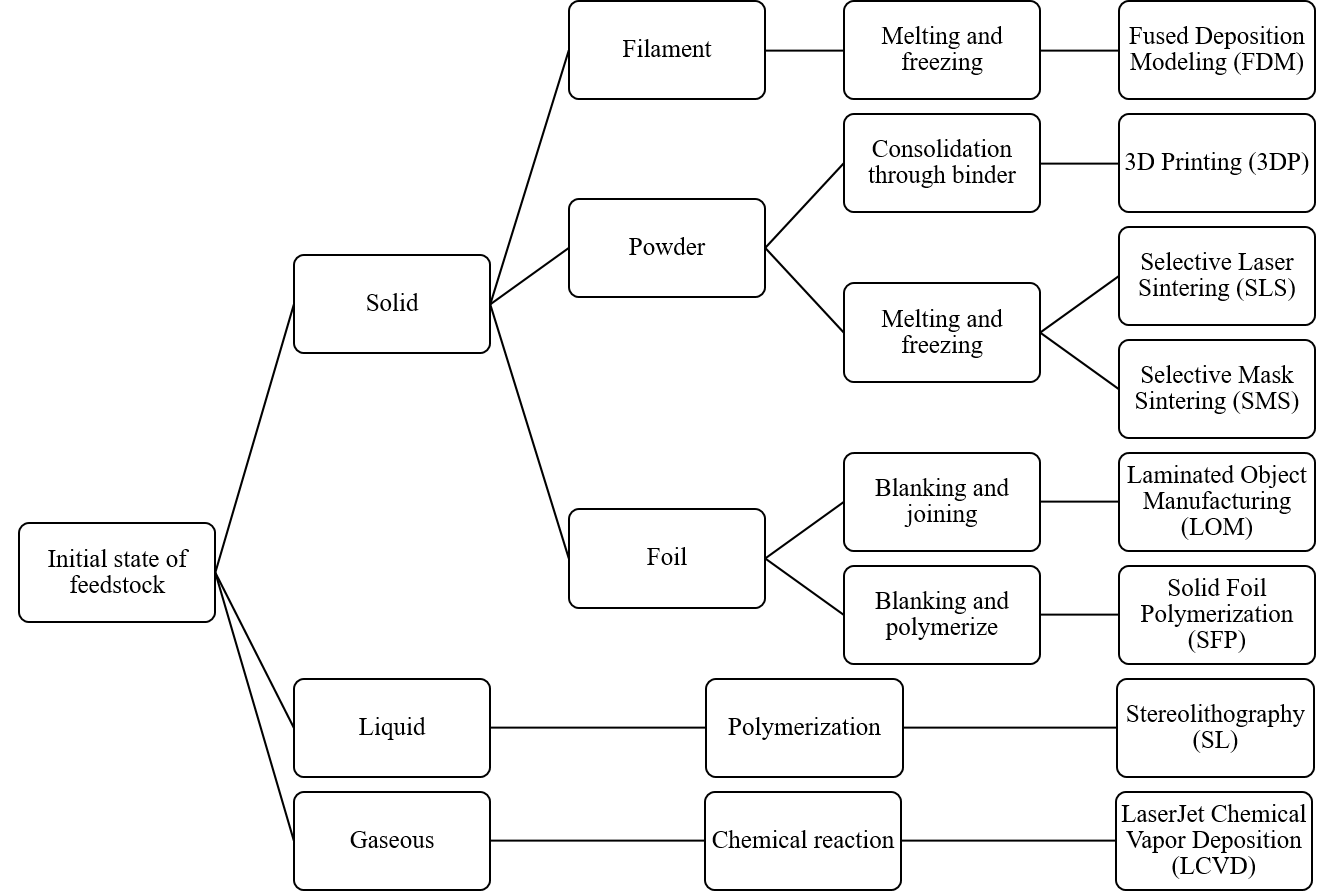 Filament
Melting and
freezing
Fused Deposition
Modeling (FDM)
Consolidation
through binder
3D Printing (3DP)
Powder
Selective Laser
Sintering (SLS)
Solid
Melting and
freezing
Selective Mask
Sintering (SMS)
Blanking and
joining
Laminated Object
Manufacturing
(LOM)
Foil
Initial state of
feedstock
Blanking and
polymerize
Solid Foil
Polymerization
(SFP)
Liquid
Polymerization
Stereolithography
(SL)
Gaseous
Chemical reaction
LaserJet Chemical
Vapor Deposition
(LCVD)